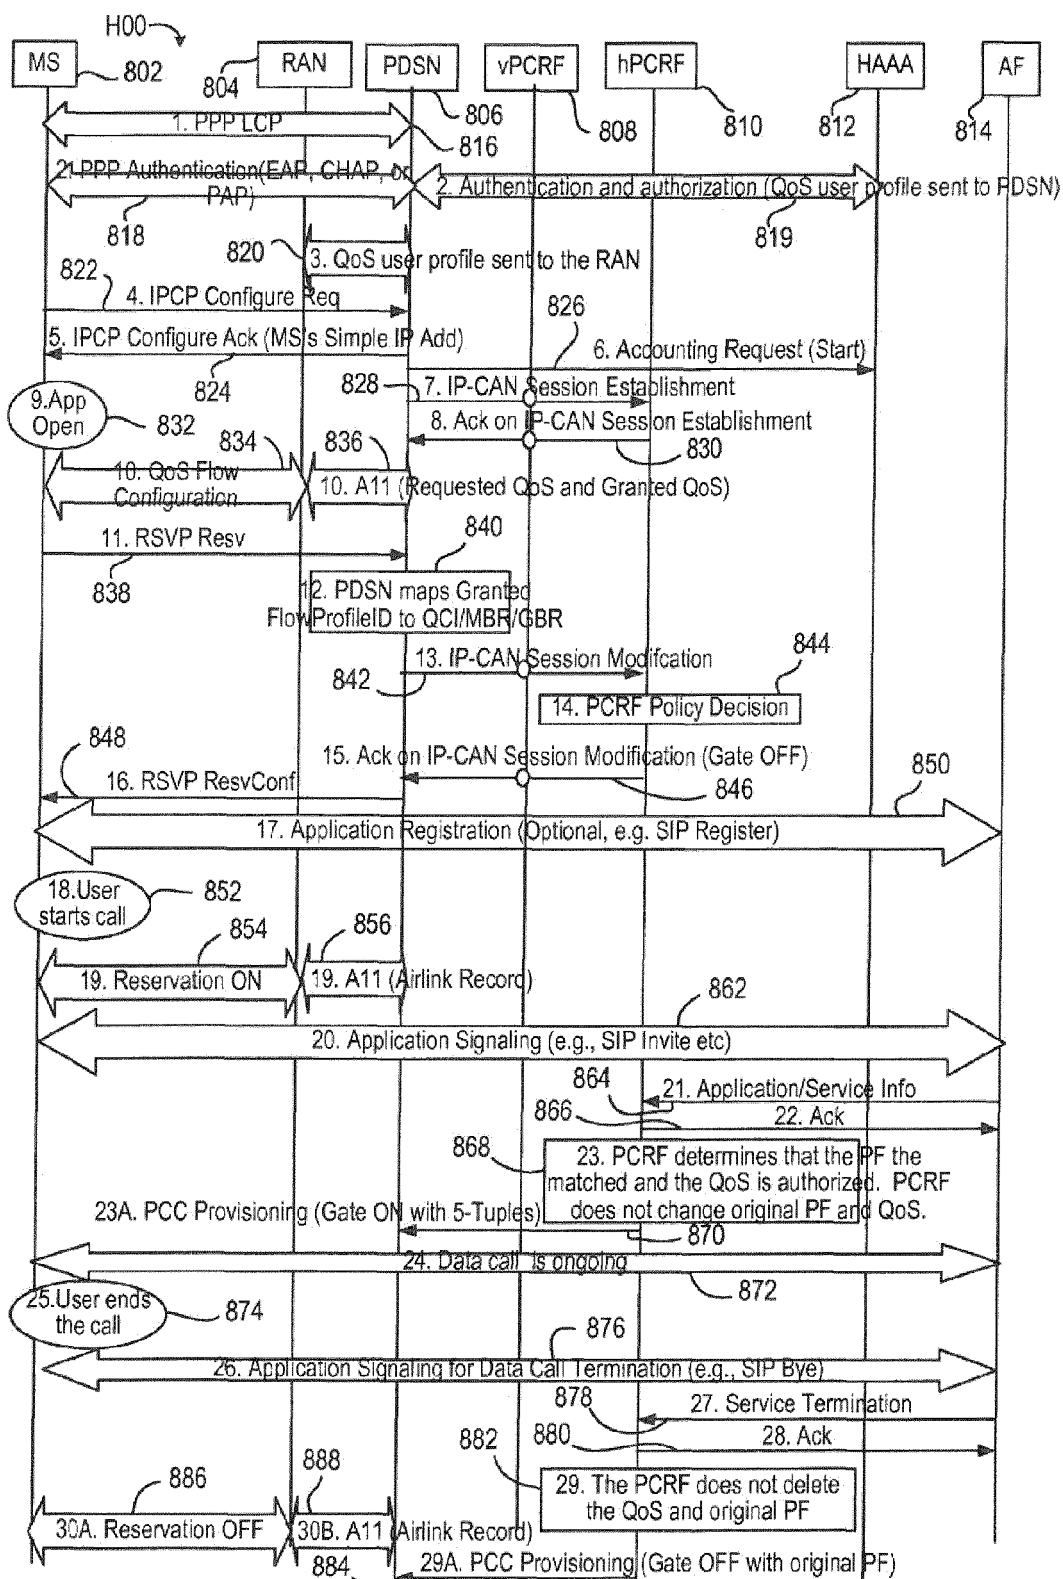 H00
MS
RAN
PDSN
vPCRF
hPCRF
HAAA
AF
802
804
806
808
810
812
814
1. PPP LCP
816
2. PPP Authentication(EAP, CHAP, or
PAP)
2. Authentication and authorization (QoS user profile sent to PDSN)
818
819
820
3. QoS user profile sent to the RAN
822
4. IPCP Configure Req
826
5. IPCP Configure Ack (MS's Simple IP Add)
6. Accounting Request (Start)
824
828
7. IP-CAN Session Establishment
9.App
Open
832
8. Ack on IP-CAN Session Establishment
834
836
830
10. QoS Flow
Configuration
10. A11 (Requested QoS and Granted QoS)
11. RSVP Resv
840
838
12. PDSN maps Granted
FlowProfileID to QCI/MBR/GBR
13. IP-CAN Session Modifcation
844
842
14. PCRF Policy Decision
848
15. Ack on IP-CAN Session Modification (Gate OFF)
850
16. RSVP ResvConf
846
17. Application Registration (Optional, e.g. SIP Register)
18.User
starts call
852
854
856
19. Reservation ON
19. A11 (Airlink Record)
862
20. Application Signaling (e.g., SIP Invite etc)
864
21. Application/Service Info
866
22. Ack
868
23. PCRF determines that the PF the
matched and the QoS is authorized. PCRF
does not change original PF and QoS.
23A. PCC Provisioning (Gate ON with 5-Tuples)
870
24. Data call is ongoing
872
25.User ends
the call
874
876
26. Application Signaling for Data Call Termination (e.g., SIP Bye)
878
27. Service Termination
882
880
28. Ack
886
888
29. The PCRF does not delete
the QoS and original PF
30A. Reservation OFF
30B. A11 (Airlink Record)
884
29A. PCC Provisioning (Gate OFF with original PF)